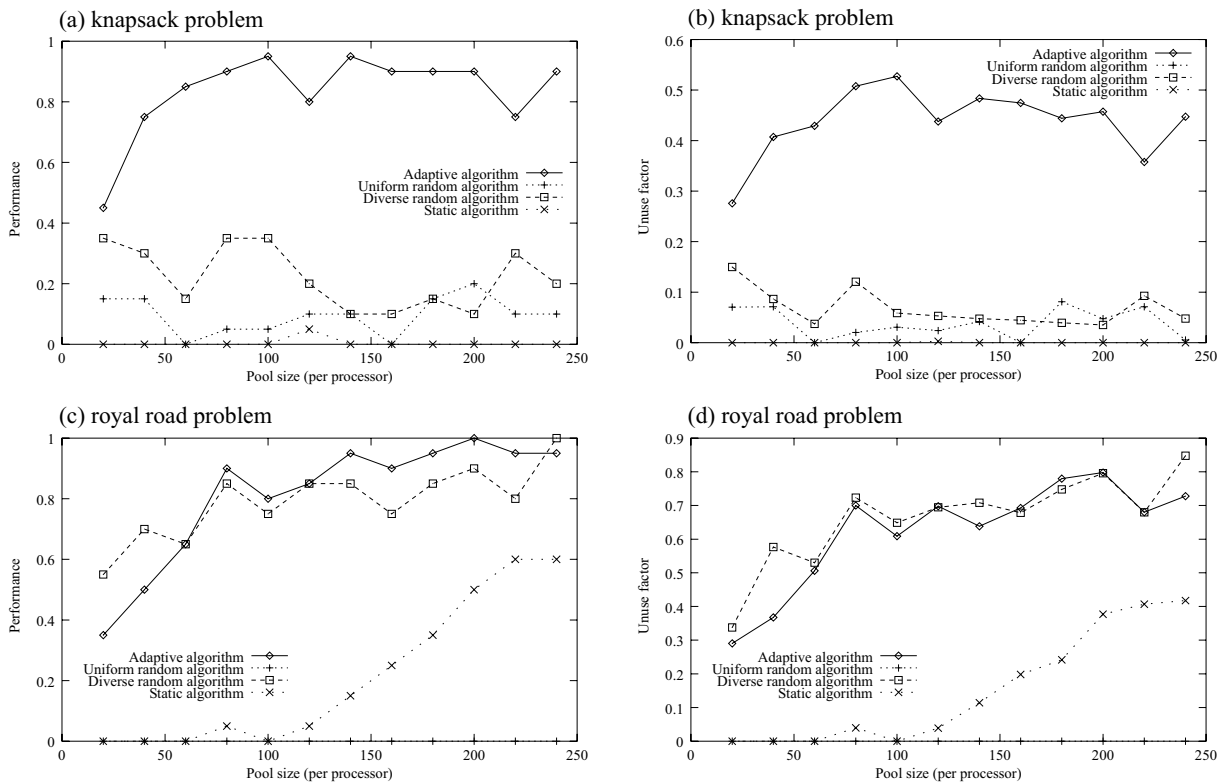 (a) knapsack problem
1
0.8
0.6
0.4
0.2
0
Performance
Adaptive algorithm
Uniform random algorithm
Diverse random algorithm
Static algorithm
0 50 100 150 200 250
Pool size (per processor)
(b) knapsack problem
0.6
0.5
0.4
0.3
0.2
0.1
0
Unuse factor
Adaptive algorithm
Uniform random algorithm
Diverse random algorithm
Static algorithm
0 50 100 150 200 250
Pool size (per processor)
(c) royal road problem
1
0.8
0.6
0.4
0.2
0
Performance
Adaptive algorithm
Uniform random algorithm
Diverse random algorithm
Static algorithm
0 50 100 150 200 250
Pool size (per processor)
(d) royal road problem
0.9
0.8
0.7
0.6
0.5
0.4
0.3
0.2
0.1
0
Unuse factor
Adaptive algorithm
Uniform random algorithm
Diverse random algorithm
Static algorithm
0 50 100 150 200 250
Pool size (per processor)